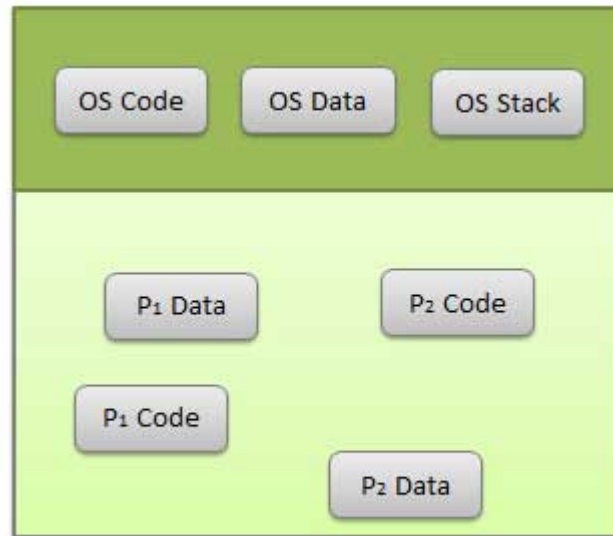 OS Code
OS Data
OS Stack
P₁ Data
P₂ Code
P₁ Code
P₂ Data